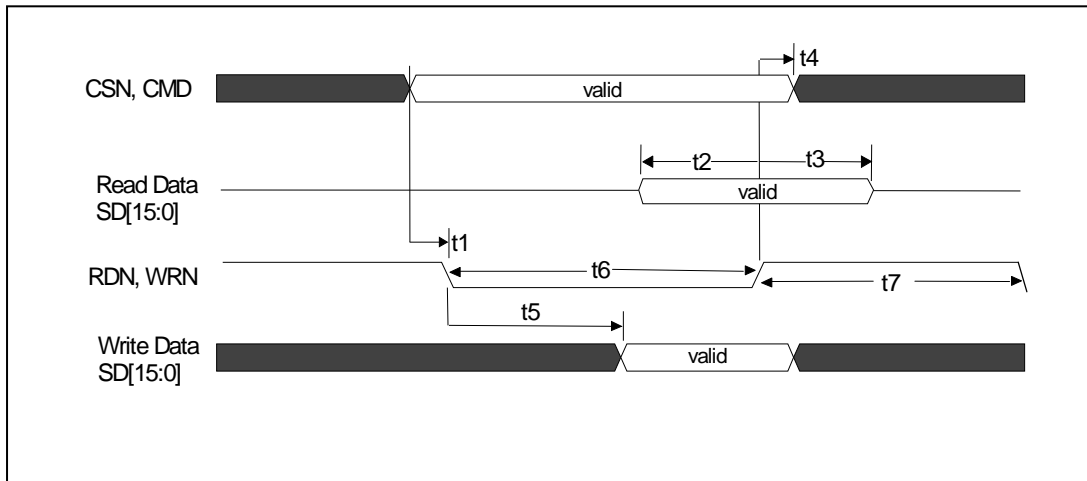 t4
CSN, CMD
valid
t2
t3
Read Data
SD[15:0]
valid
t1
RDN, WRN
t6
t7
t5
Write Data
SD[15:0]
valid